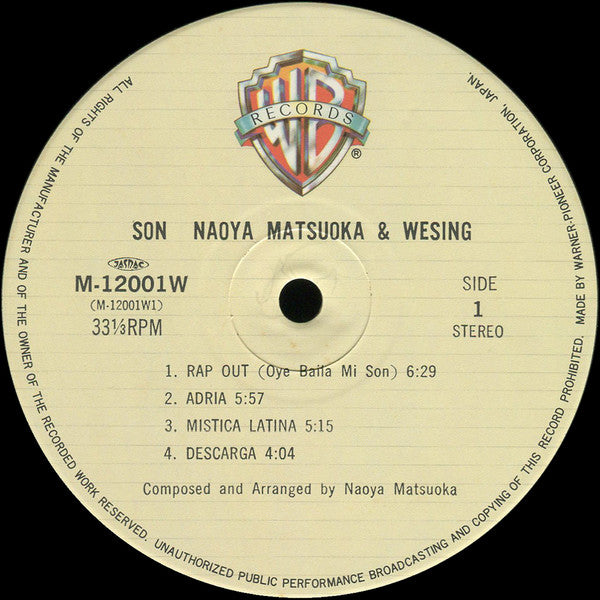 WB
RECORDS
®
SON NAOYA MATSUOKA & WESING
JASRAC
M-12001W
(M-12001W1)
33⅓RPM
SIDE
1
STEREO
1. RAP OUT (Oye Baila Mi Son) 6:29
2. ADRIA 5:57
3. MISTICA LATINA 5:15
4. DESCARGA 4:04
Composed and Arranged by Naoya Matsuoka
ALL RIGHTS OF THE MANUFACTURER AND OF THE OWNER OF THE RECORDED WORK RESERVED. UNAUTHORIZED PUBLIC PERFORMANCE BROADCASTING AND COPYING OF THIS RECORD PROHIBITED. MADE BY WARNER-PIONEER CORPORATION, JAPAN.